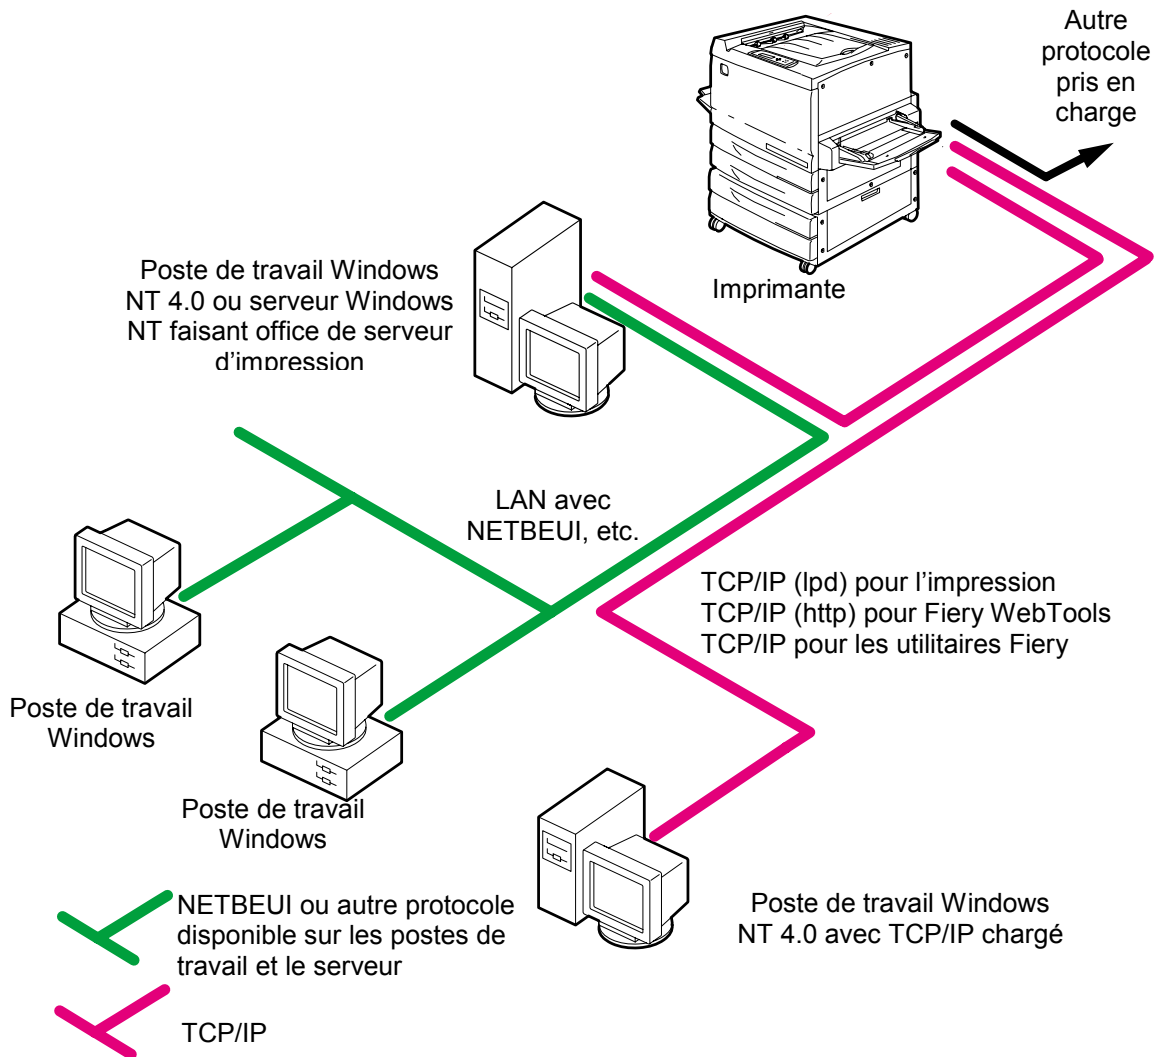 Autre
protocole
pris en
charge
Imprimante
Poste de travail Windows
NT 4.0 ou serveur Windows
NT faisant office de serveur
d’impression
LAN avec
NETBEUI, etc.
TCP/IP (lpd) pour l’impression
TCP/IP (http) pour Fiery WebTools
TCP/IP pour les utilitaires Fiery
Poste de travail
Windows
Poste de travail
Windows
Poste de travail Windows
NT 4.0 avec TCP/IP chargé
NETBEUI ou autre protocole
disponible sur les postes de
travail et le serveur
TCP/IP